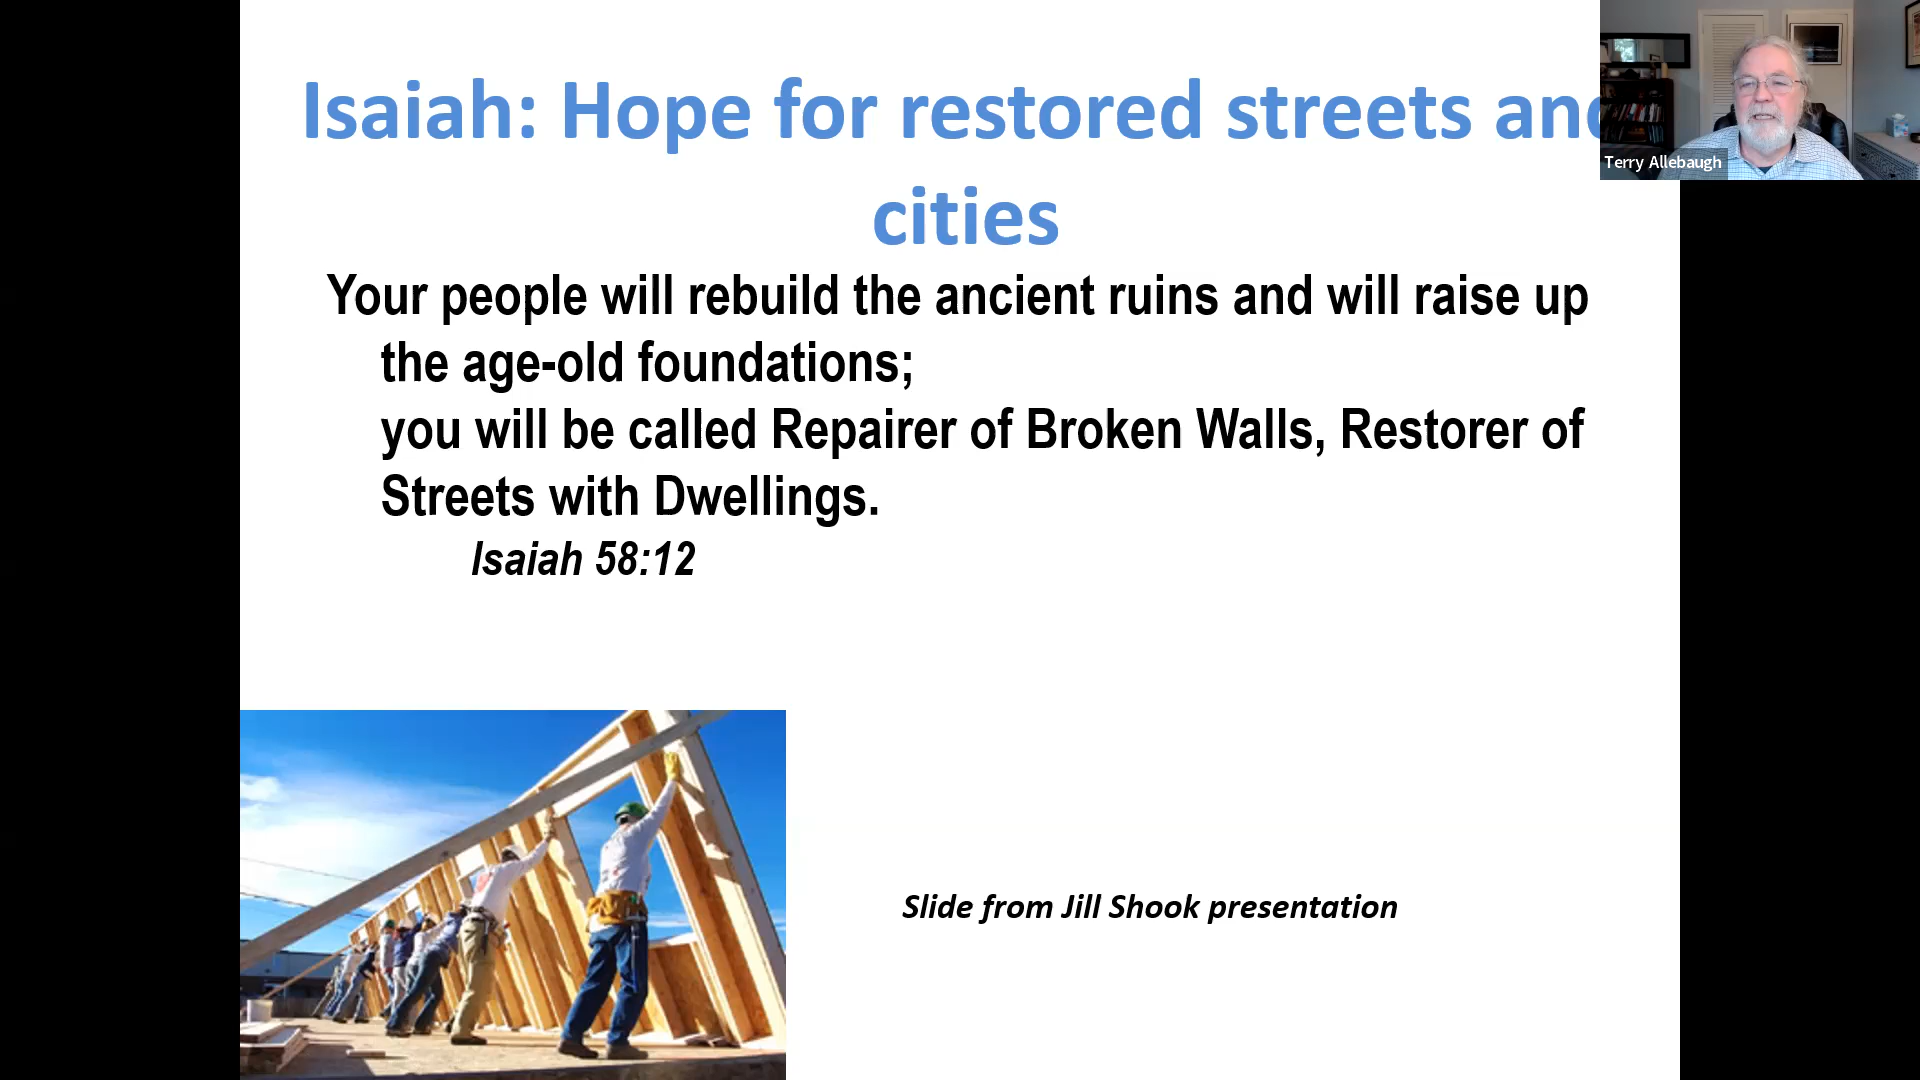 Isaiah: Hope for restored streets and
cities
Terry Allebaugh
Your people will rebuild the ancient ruins and will raise up
the age-old foundations;
you will be called Repairer of Broken Walls, Restorer of
Streets with Dwellings.
Isaiah 58:12
Slide from Jill Shook presentation